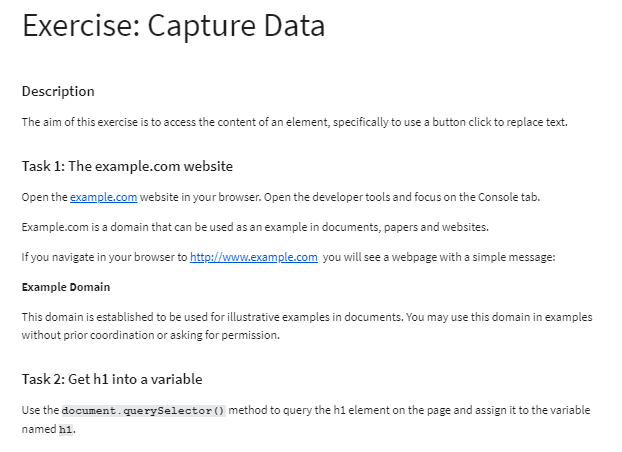 Exercise: Capture Data
Description
The aim of this exercise is to access the content of an element, specifically to use a button click to replace text.
Task 1: The example.com website
Open the example.com website in your browser. Open the developer tools and focus on the Console tab.
Example.com is a domain that can be used as an example in documents, papers and websites.
If you navigate in your browser to http://www.example.com you will see a webpage with a simple message:
Example Domain
This domain is established to be used for illustrative examples in documents. You may use this domain in examples
without prior coordination or asking for permission.
Task 2: Get h1 into a variable
Use the document.querySelector() method to query the h1 element on the page and assign it to the variable
named h1.